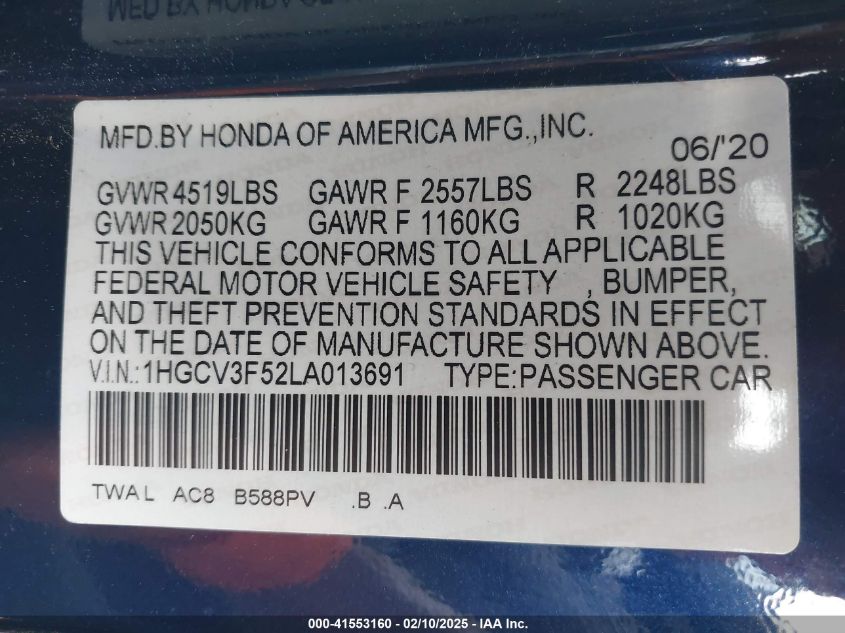 MFD.BY HONDA OF AMERICA MFG.,INC.
06/'20
GVWR 4519LBS GAWR F 2557LBS R 2248LBS
GVWR 2050KG GAWR F 1160KG R 1020KG
THIS VEHICLE CONFORMS TO ALL APPLICABLE
FEDERAL MOTOR VEHICLE SAFETY , BUMPER,
AND THEFT PREVENTION STANDARDS IN EFFECT
ON THE DATE OF MANUFACTURE SHOWN ABOVE.
V.I.N.:1HGCV3F52LA013691 TYPE:PASSENGER CAR
TWAL AC8 B588PV .B .A
000-41553160 - 02/10/2025 - IAA Inc.